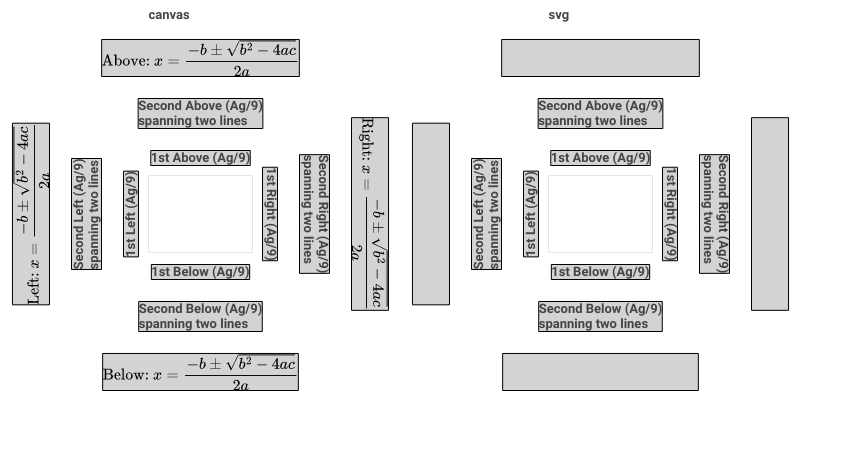 canvas
svg
Above: x = \frac{-b ± \sqrt{b^2 - 4ac}}{2a}
Second Above (Ag/9)
spanning two lines
1st Above (Ag/9)
Left: x = \frac{-b ± \sqrt{b^2 - 4ac}}{2a}
Second Left (Ag/9)
spanning two lines
1st Left (Ag/9)
1st Right (Ag/9)
Second Right (Ag/9)
spanning two lines
Right: x = \frac{-b ± \sqrt{b^2 - 4ac}}{2a}
1st Below (Ag/9)
Second Below (Ag/9)
spanning two lines
Below: x = \frac{-b ± \sqrt{b^2 - 4ac}}{2a}
Second Above (Ag/9)
spanning two lines
1st Above (Ag/9)
Second Left (Ag/9)
spanning two lines
1st Left (Ag/9)
1st Right (Ag/9)
Second Right (Ag/9)
spanning two lines
1st Below (Ag/9)
Second Below (Ag/9)
spanning two lines